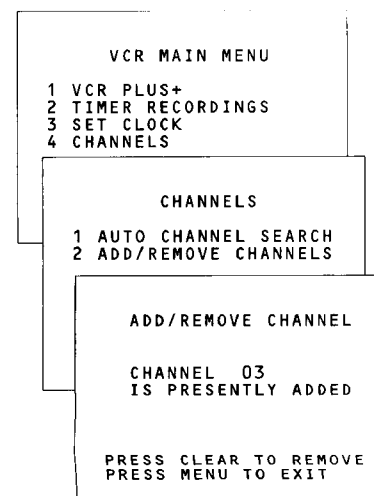 VCR MAIN MENU
1 VCR PLUS+
2 TIMER RECORDINGS
3 SET CLOCK
4 CHANNELS
CHANNELS
1 AUTO CHANNEL SEARCH
2 ADD/REMOVE CHANNELS
ADD/REMOVE CHANNEL
CHANNEL 03
IS PRESENTLY ADDED
PRESS CLEAR TO REMOVE
PRESS MENU TO EXIT